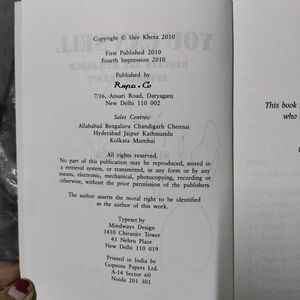 Copyright © Shiv Khera 2010
First Published 2010
Fourth Impression 2010
Published by
Rupa & Co
7/16, Ansari Road, Daryaganj
New Delhi 110 002
Sales Centres:
Allahabad Bengaluru Chandigarh Chennai
Hyderabad Jaipur Kathmandu
Kolkata Mumbai
All rights reserved.
No part of this publication may be reproduced, stored in
a retrieval system, or transmitted, in any form or by any
means, electronic, mechanical, photocopying, recording or
otherwise, without the prior permission of the publishers.
The author asserts the moral right to be identified
as the author of this work.
Typeset by
Mindways Design
1410 Chiranjiv Tower
43 Nehru Place
New Delhi 110019
Printed in India by
Gopsons Papers Ltd.
A-14 Sector 60
Noida 201 301
This book
who